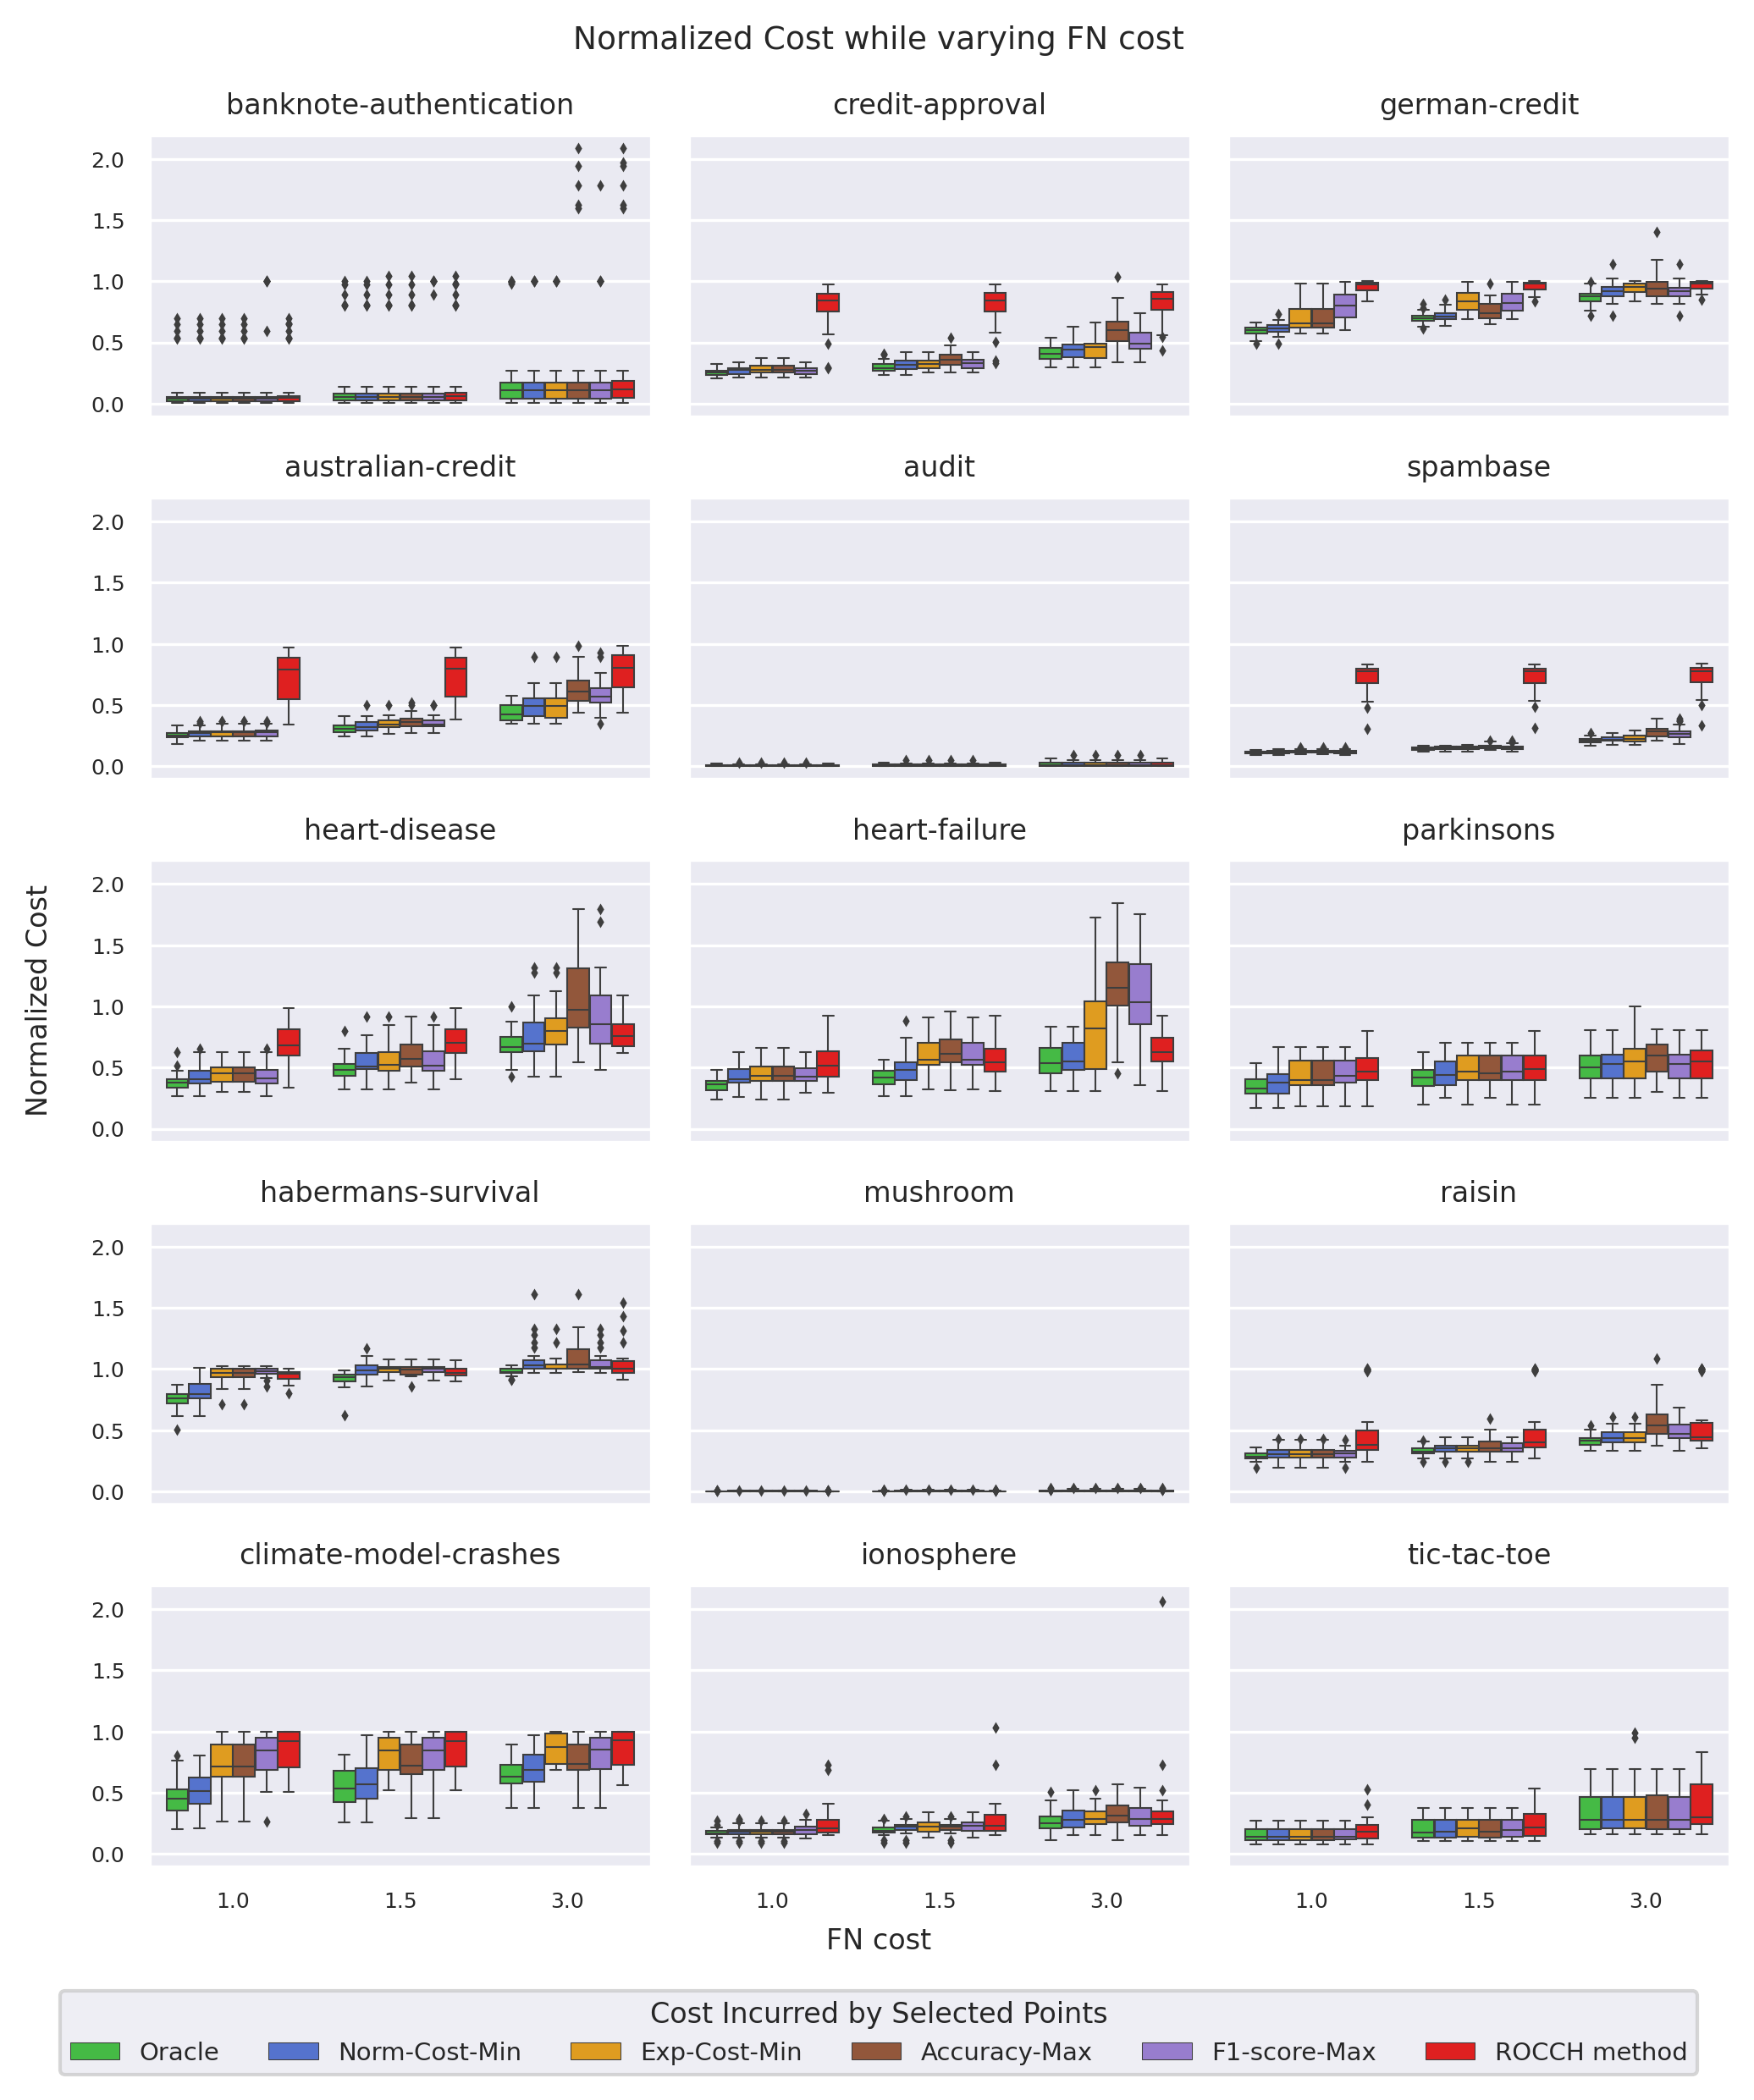 Normalized Cost while varying FN cost
banknote-authentication
credit-approval
german-credit
2.0
1.5
1.0
0.5
0.0
australian-credit
audit
spambase
2.0
1.5
1.0
0.5
0.0
heart-disease
heart-failure
parkinsons
2.0
1.5
1.0
0.5
0.0
Normalized Cost
habermans-survival
mushroom
raisin
2.0
1.5
1.0
0.5
0.0
climate-model-crashes
ionosphere
tic-tac-toe
2.0
1.5
1.0
0.5
0.0
1.0 1.5 3.0
1.0 1.5 3.0
1.0 1.5 3.0
FN cost
Cost Incurred by Selected Points
Oracle Norm-Cost-Min Exp-Cost-Min Accuracy-Max F1-score-Max ROCCH method